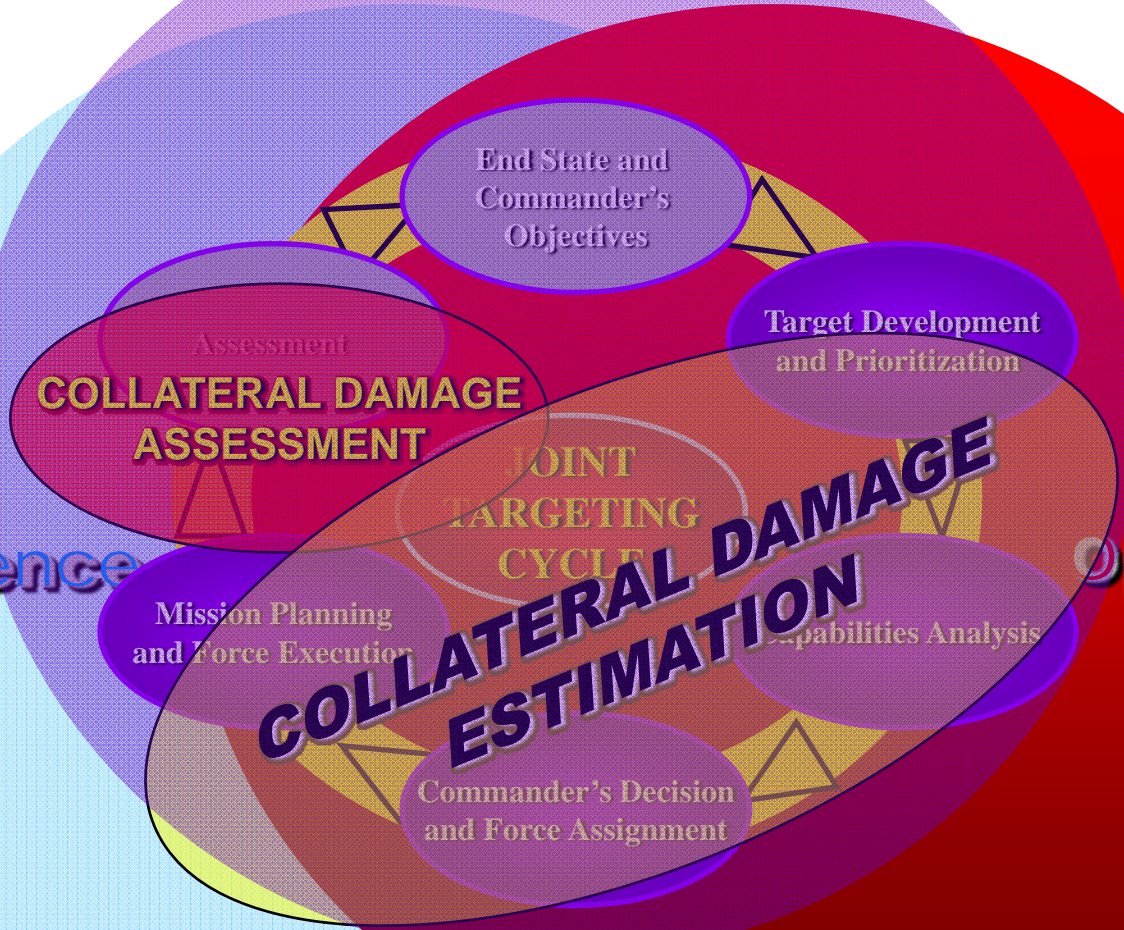 End State and
Commander's
Objectives
Target Development
and Prioritization
Assessment
COLLATERAL DAMAGE
ASSESSMENT
JOINT
TARGETING
CYCLE
COLLATERAL DAMAGE
ESTIMATION
ence
O
Mission Planning
and Force Execution
Capabilities Analysis
Commander's Decision
and Force Assignment